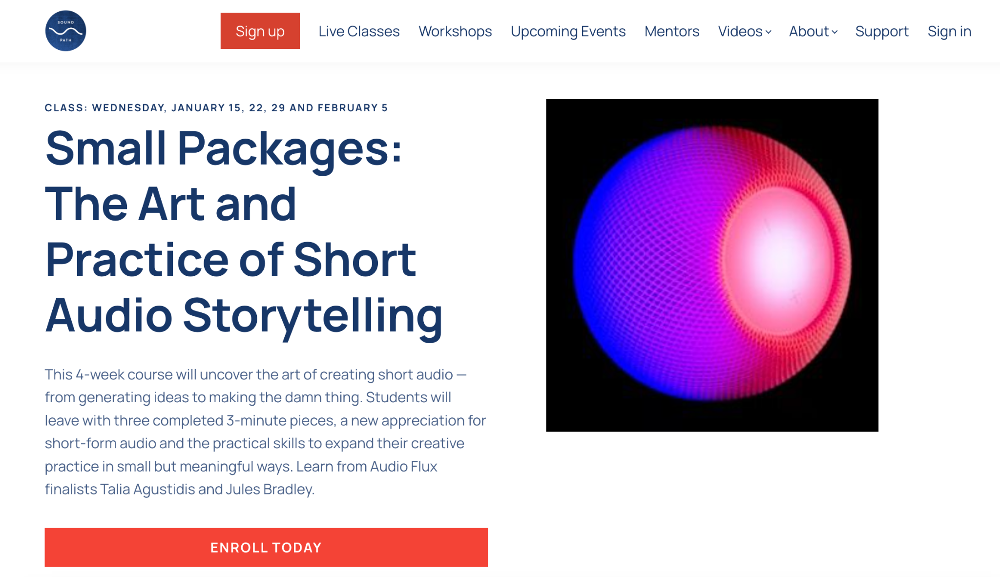 SOUND
PATH
Sign up
Live Classes
Workshops
Upcoming Events
Mentors
Videos
About
Support
Sign in
CLASS: WEDNESDAY, JANUARY 15, 22, 29 AND FEBRUARY 5
Small Packages:
The Art and
Practice of Short
Audio Storytelling
This 4-week course will uncover the art of creating short audio —
from generating ideas to making the damn thing. Students will
leave with three completed 3-minute pieces, a new appreciation for
short-form audio and the practical skills to expand their creative
practice in small but meaningful ways. Learn from Audio Flux
finalists Talia Agustidis and Jules Bradley.
ENROLL TODAY